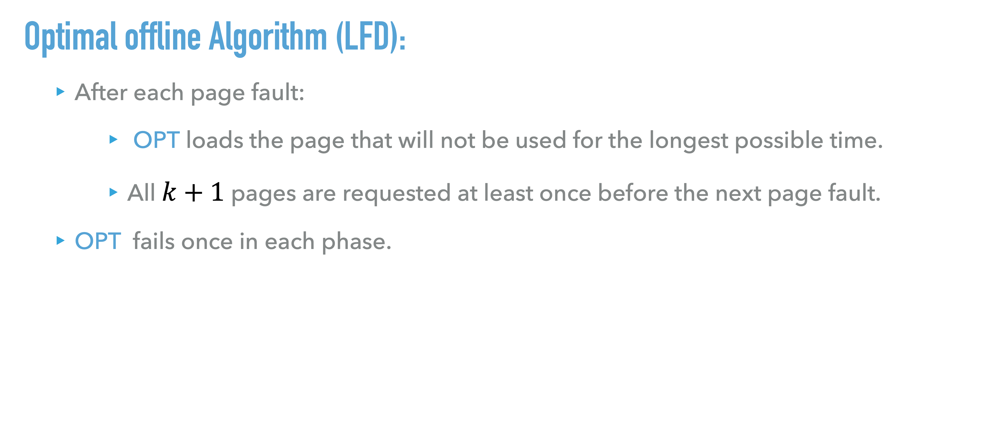 Optimal offline Algorithm (LFD):
▸ After each page fault:
▸ OPT loads the page that will not be used for the longest possible time.
▸ All k + 1 pages are requested at least once before the next page fault.
▸ OPT fails once in each phase.